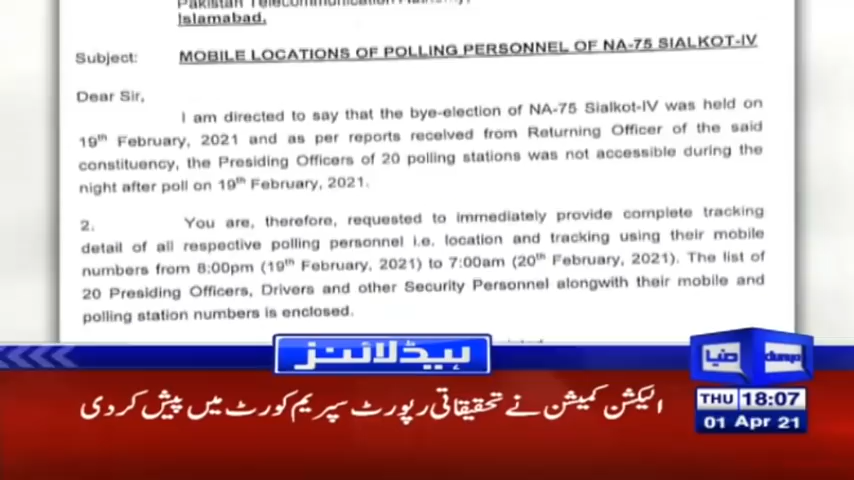 Pakistan Telecommunication Authority,
Islamabad.
Subject: MOBILE LOCATIONS OF POLLING PERSONNEL OF NA-75 SIALKOT-IV
Dear Sir,
I am directed to say that the bye-election of NA-75 Sialkot-IV was held on
19th February, 2021 and as per reports received from Returning Officer of the said
constituency, the Presiding Officers of 20 polling stations was not accessible during the
night after poll on 19th February, 2021.
2. You are, therefore, requested to immediately provide complete tracking
detail of all respective polling personnel i.e. location and tracking using their mobile
numbers from 8:00pm (19th February, 2021) to 7:00am (20th February, 2021). The list of
20 Presiding Officers, Drivers and other Security Personnel alongwith their mobile and
polling station numbers is enclosed.
ہیڈلائنز
دنیا dunya
الیکشن کمیشن نے تحقیقاتی رپورٹ سپریم کورٹ میں پیش کر دی
THU 18:07
01 Apr 21